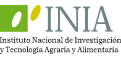 INIA
Instituto Nacional de Investigación
y Tecnología Agraria y Alimentaria